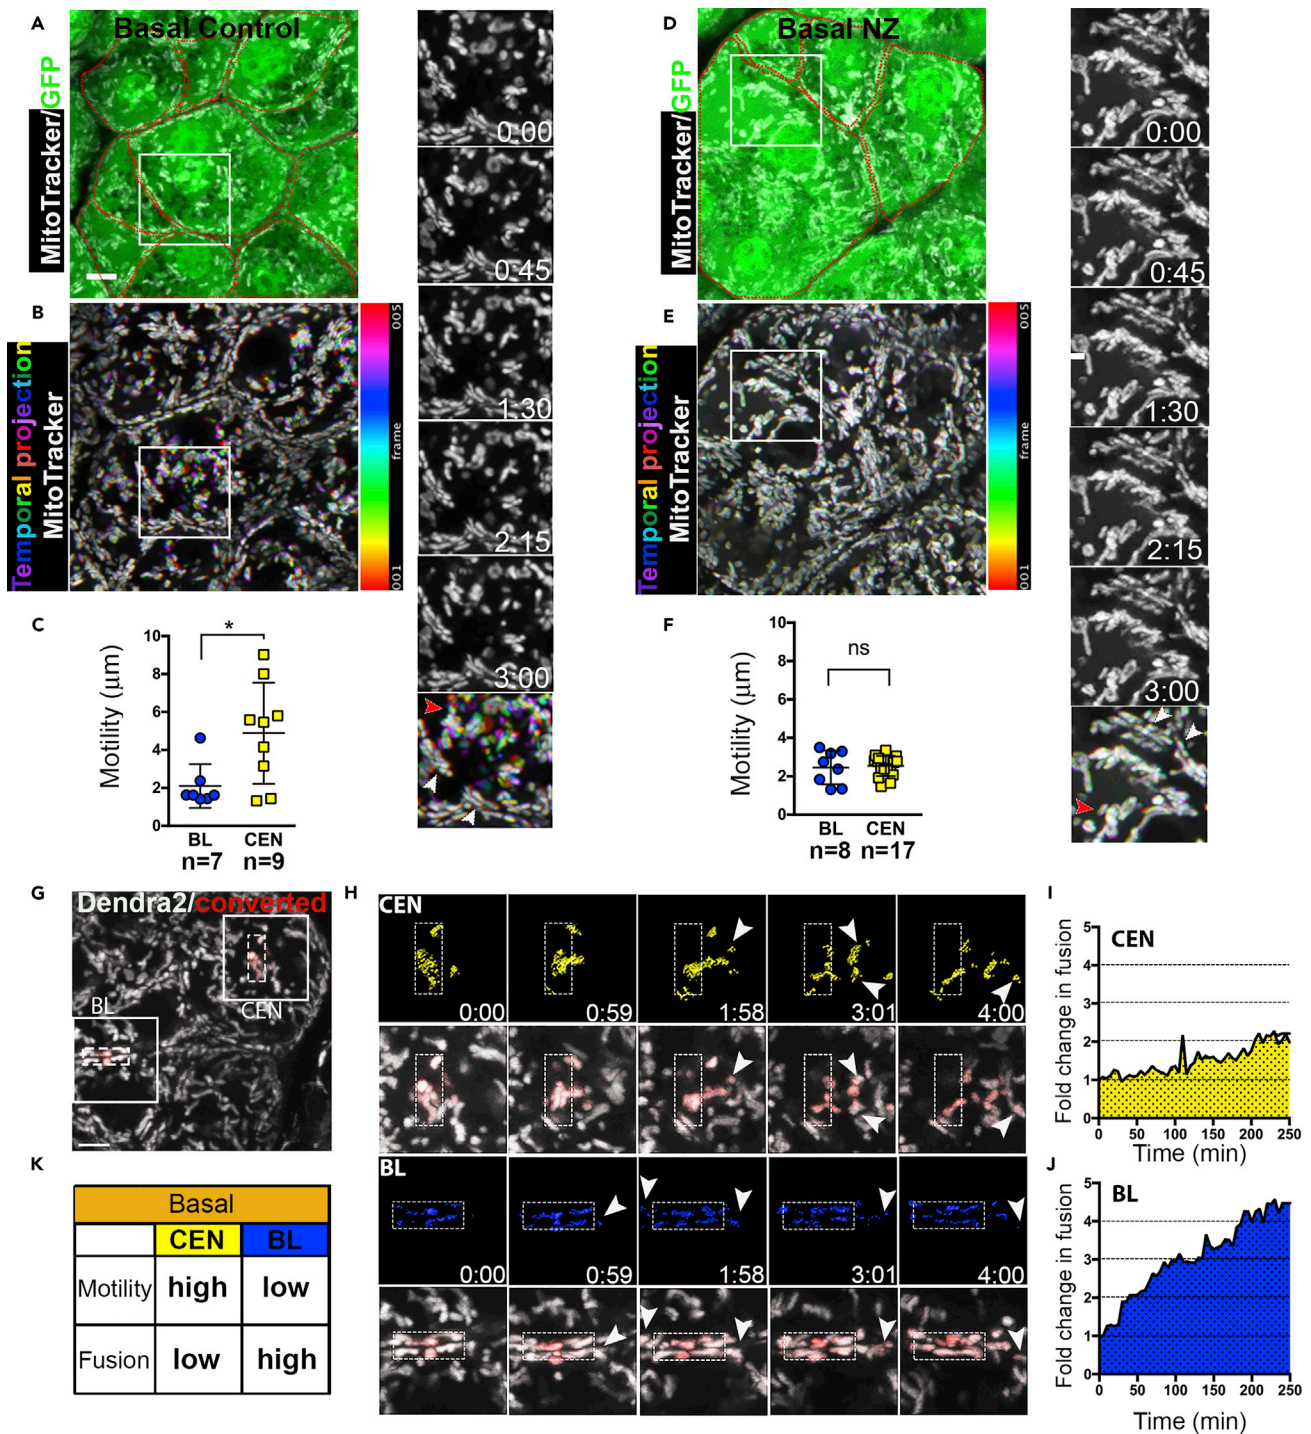 A
Basal Control
MitoTracker/GFP
0:00
0:45
1:30
2:15
3:00
B
Temporal projection
MitoTracker
005
frame
001
C
Motility (μm)
10
8
6
4
2
0
*
BL
CEN
n=7
n=9
D
Basal NZ
MitoTracker/GFP
0:00
0:45
1:30
2:15
3:00
E
Temporal projection
MitoTracker
005
frame
001
F
Motility (μm)
10
8
6
4
2
0
ns
BL
CEN
n=8
n=17
G
Dendra2/converted
BL
CEN
H
CEN
0:00
0:59
1:58
3:01
4:00
BL
0:00
0:59
1:58
3:01
4:00
I
CEN
Fold change in fusion
5
4
3
2
1
0
0 50 100 150 200 250
Time (min)
J
BL
Fold change in fusion
5
4
3
2
1
0
0 50 100 150 200 250
Time (min)
K
Basal
CEN BL
Motility high low
Fusion low high